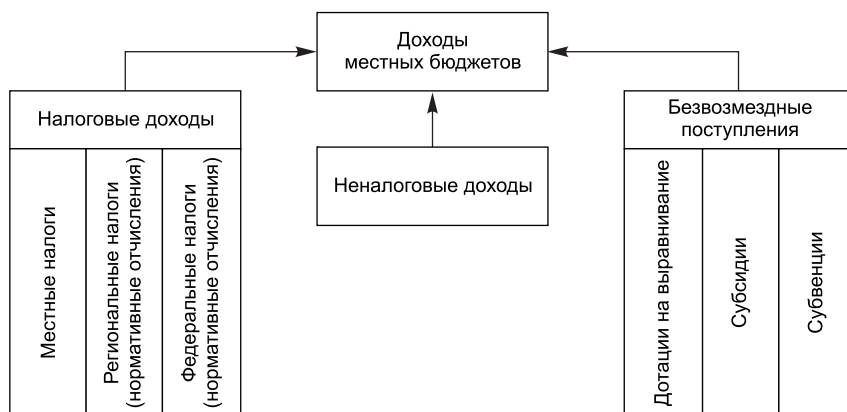 Доходы
местных бюджетов
Налоговые доходы
Местные налоги
Региональные налоги
(нормативные отчисления)
Федеральные налоги
(нормативные отчисления)
Неналоговые доходы
Безвозмездные
поступления
Дотации на выравнивание
Субсидии
Субвенции